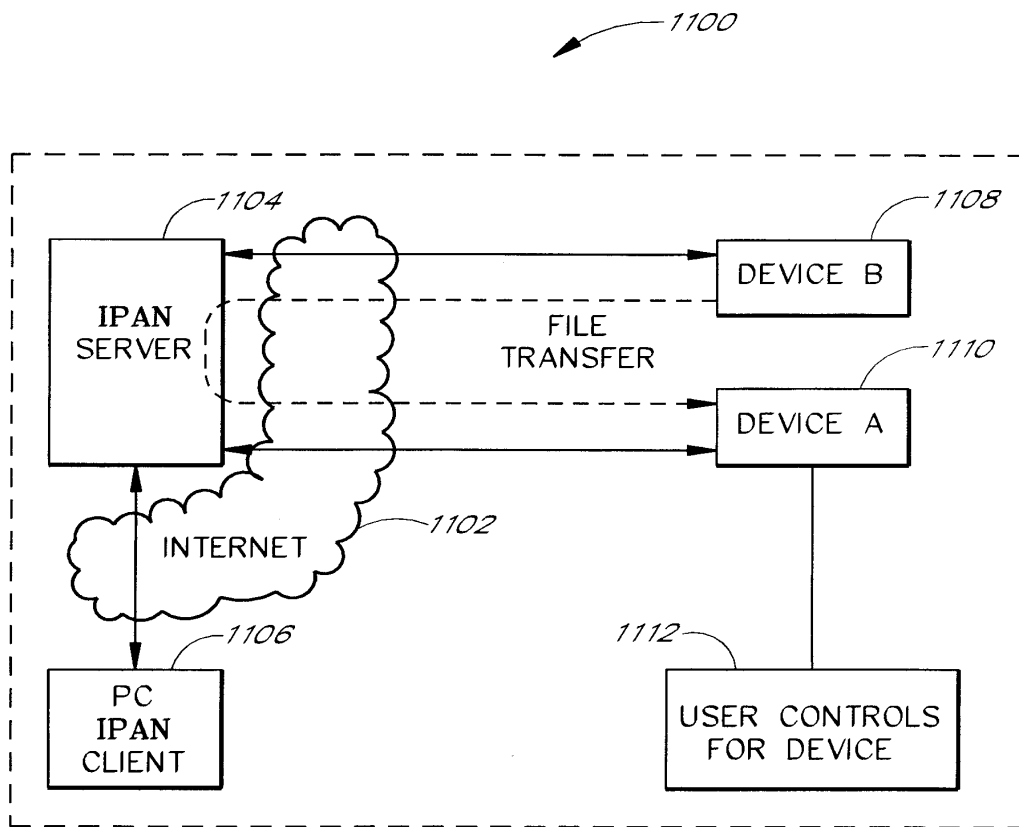 1100
1104
1108
IPAN
SERVER
DEVICE B
FILE
TRANSFER
1110
DEVICE A
INTERNET
1102
1106
1112
PC
IPAN
CLIENT
USER CONTROLS
FOR DEVICE